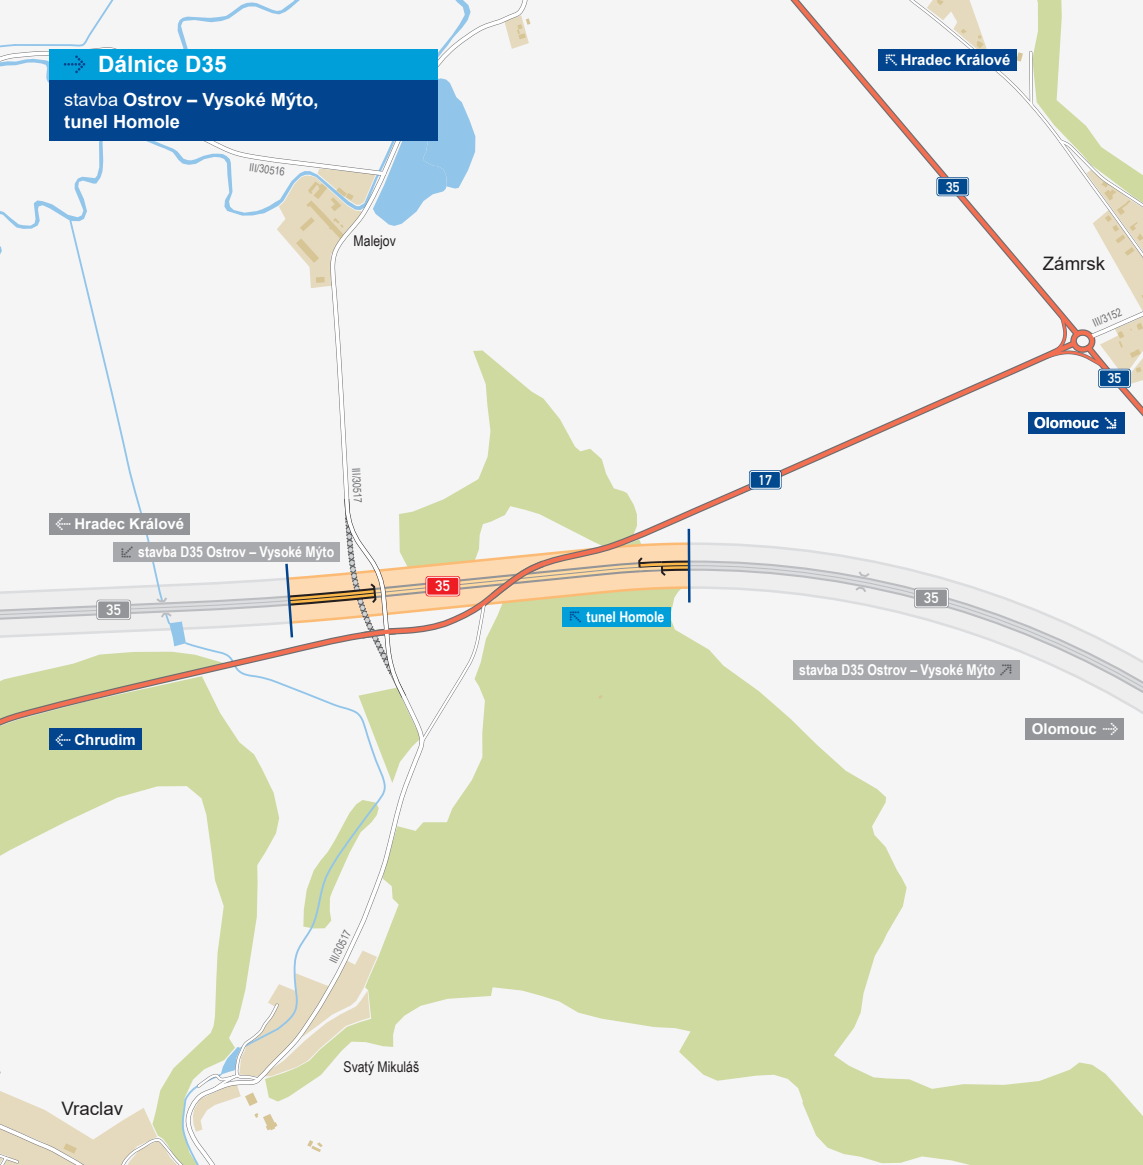 Dálnice D35
stavba Ostrov – Vysoké Mýto,
tunel Homole
Hradec Králové
III/30516
35
Malejov
Zámrsk
III/3152
35
Olomouc
III/30517
17
Hradec Králové
stavba D35 Ostrov – Vysoké Mýto
35
35
35
tunel Homole
stavba D35 Ostrov – Vysoké Mýto
Olomouc
Chrudim
III/30617
Svatý Mikuláš
Vraclav